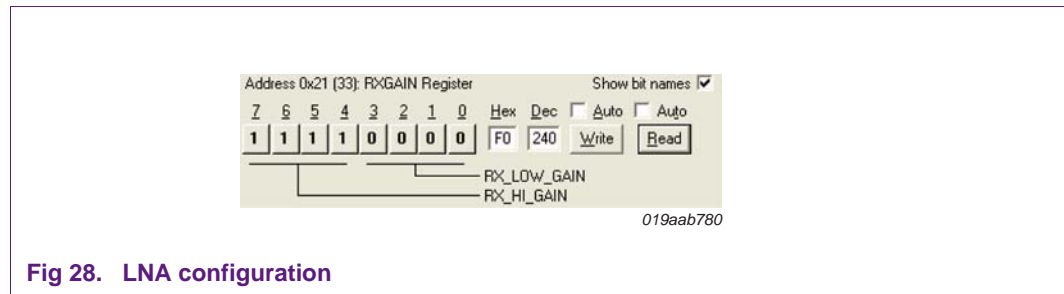 Address 0x21 (33): RXGAIN Register Show bit names
7 6 5 4 3 2 1 0 Hex Dec Auto Auto
1 1 1 1 0 0 0 0 F0 240 Write Read
RX_LOW_GAIN
RX_HI_GAIN
019aab780
Fig 28. LNA configuration